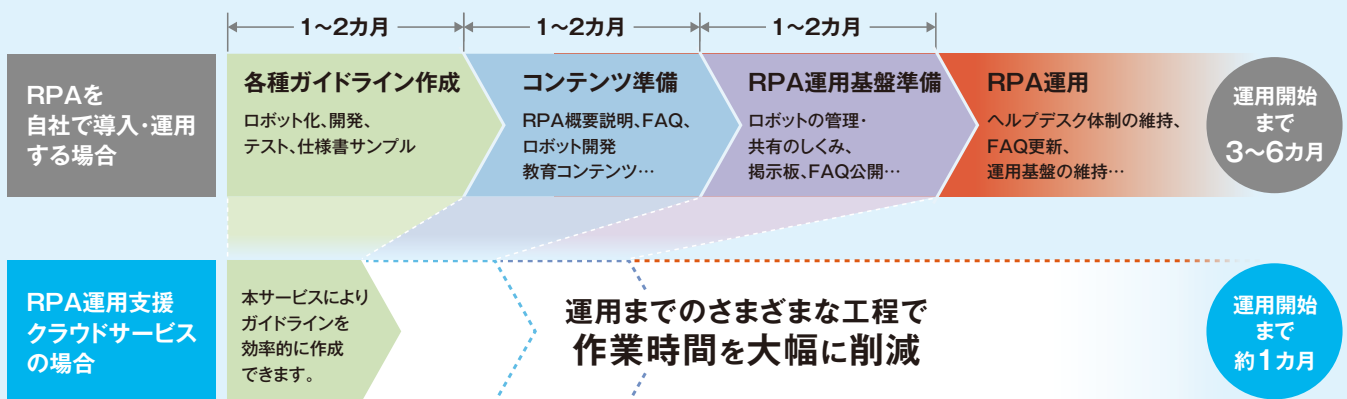 1〜2カ月
1〜2カ月
1〜2カ月
RPAを
自社で導入・運用
する場合
各種ガイドライン作成
ロボット化、開発、
テスト、仕様書サンプル
コンテンツ準備
RPA概要説明、FAQ、
ロボット開発
教育コンテンツ…
RPA運用基盤準備
ロボットの管理・
共有のしくみ、
掲示板、FAQ公開…
RPA運用
ヘルプデスク体制の維持、
FAQ更新、
運用基盤の維持…
運用開始
まで
3〜6カ月
RPA運用支援
クラウドサービス
の場合
本サービスにより
ガイドラインを
効率的に作成
できます。
運用までのさまざまな工程で
作業時間を大幅に削減
運用開始
まで
約1カ月